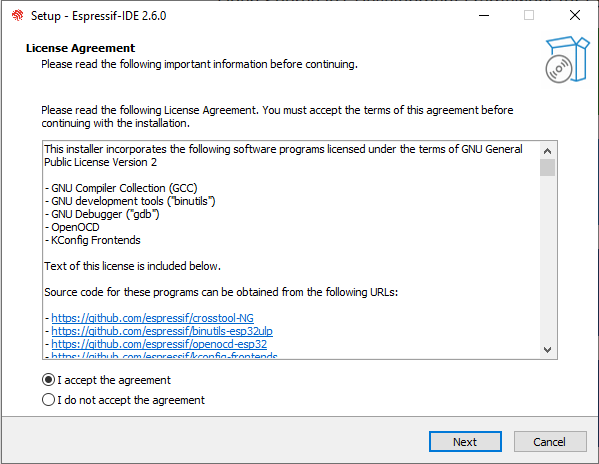 Setup - Espressif-IDE 2.6.0
License Agreement
Please read the following important information before continuing.
Please read the following License Agreement. You must accept the terms of this agreement before
continuing with the installation.
This installer incorporates the following software programs licensed under the terms of GNU General
Public License Version 2
- GNU Compiler Collection (GCC)
- GNU development tools ("binutils")
- GNU Debugger ("gdb")
- OpenOCD
- KConfig Frontends
Text of this license is included below.
Source code for these programs can be obtained from the following URLs:
- https://github.com/espressif/crosstool-NG
- https://github.com/espressif/binutils-esp32ulp
- https://github.com/espressif/openocd-esp32
- https://github.com/espressif/kconfig-frontends
I accept the agreement
I do not accept the agreement
Next
Cancel